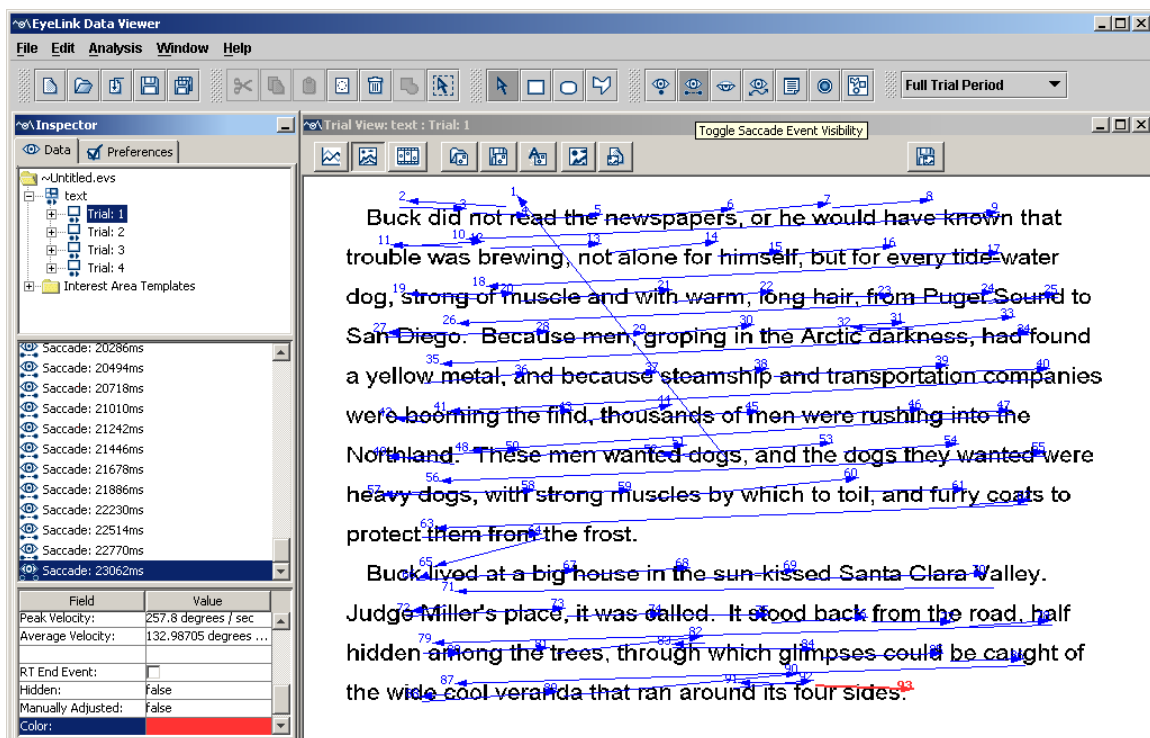 EyeLink Data Viewer
File Edit Analysis Window Help
Full Trial Period
Inspector
Trial View: text : Trial: 1
Toggle Saccade Event Visibility
Data Preferences
~Untitled.evs
text
Trial: 1
Trial: 2
Trial: 3
Trial: 4
Interest Area Templates
Saccade: 20286ms
Saccade: 20494ms
Saccade: 20718ms
Saccade: 21010ms
Saccade: 21242ms
Saccade: 21446ms
Saccade: 21678ms
Saccade: 21886ms
Saccade: 22230ms
Saccade: 22514ms
Saccade: 22770ms
Saccade: 23062ms
Field Value
Peak Velocity: 257.8 degrees / sec
Average Velocity: 132.98705 degrees ...
RT End Event:
Hidden: false
Manually Adjusted: false
Color:
Buck did not read the newspapers, or he would have known that
trouble was brewing, not alone for himself, but for every tide-water
dog, strong of muscle and with warm, long hair, from Puget Sound to
San Diego. Because men, groping in the Arctic darkness, had found
a yellow metal, and because steamship and transportation companies
were booming the find, thousands of men were rushing into the
Northland. These men wanted dogs, and the dogs they wanted were
heavy dogs, with strong muscles by which to toil, and furry coats to
protect them from the frost.
Buck lived at a big house in the sun-kissed Santa Clara Valley.
Judge Miller's place, it was called. It stood back from the road, half
hidden among the trees, through which glimpses could be caught of
the wide cool veranda that ran around its four sides.
93